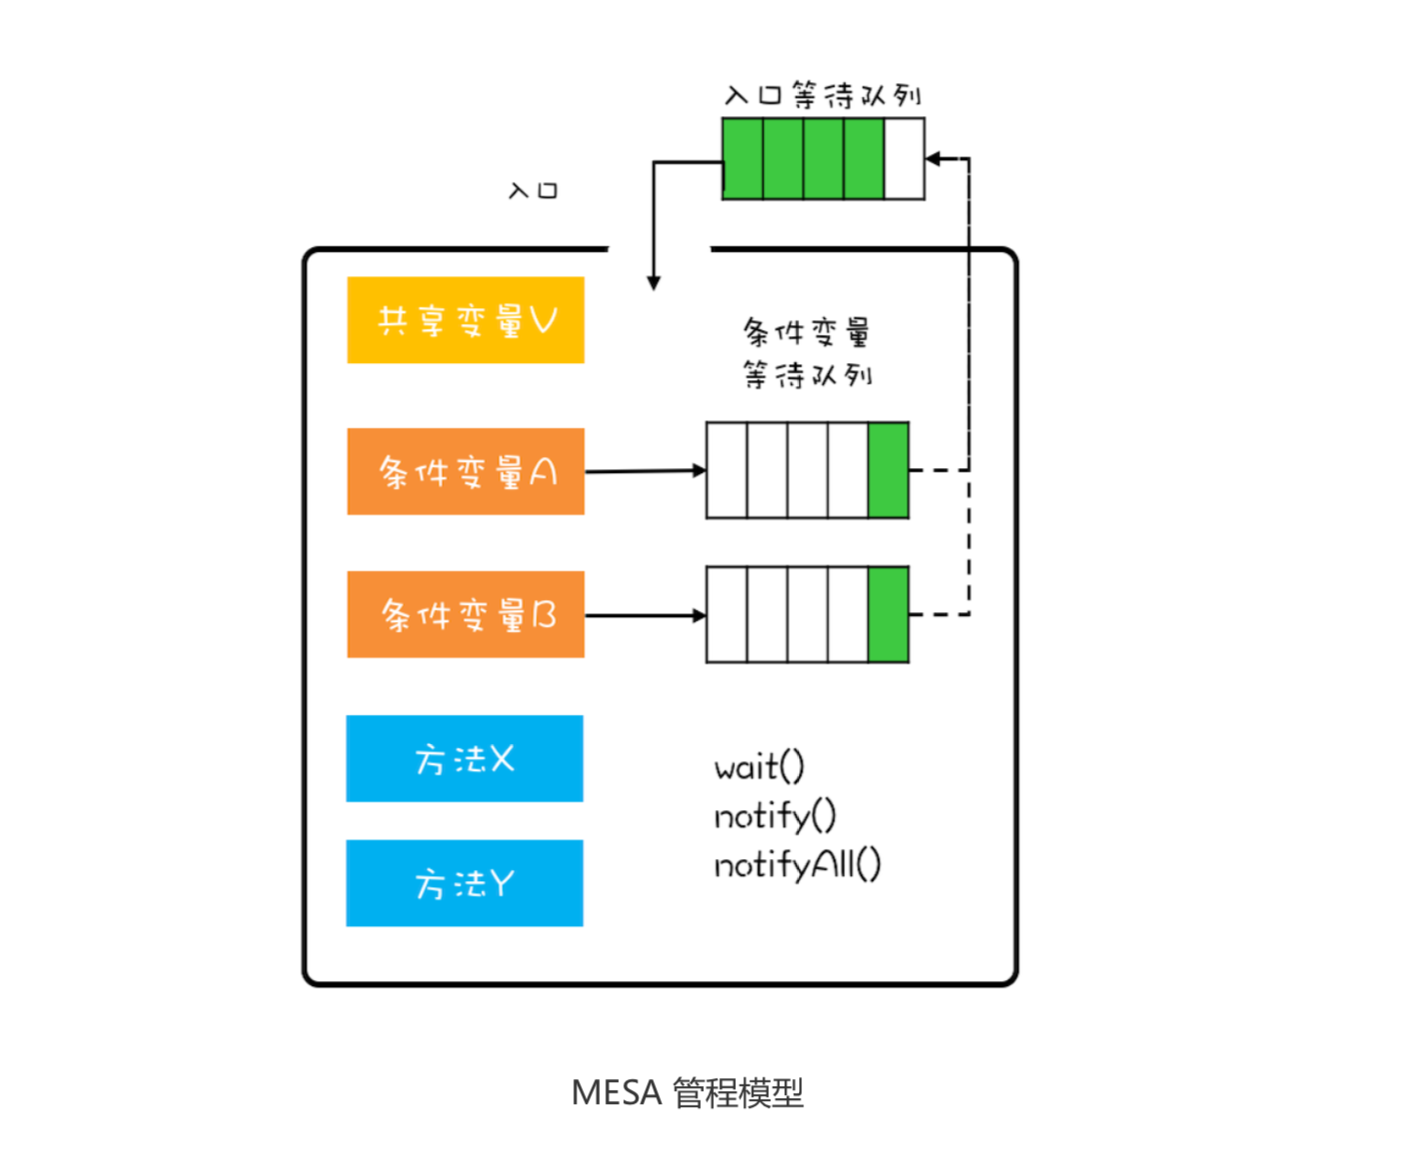 入口等待队列
入口
共享变量V
条件变量
等待队列
条件变量A
条件变量B
方法X
wait()
notify()
notifyAll()
方法Y
MESA 管程模型